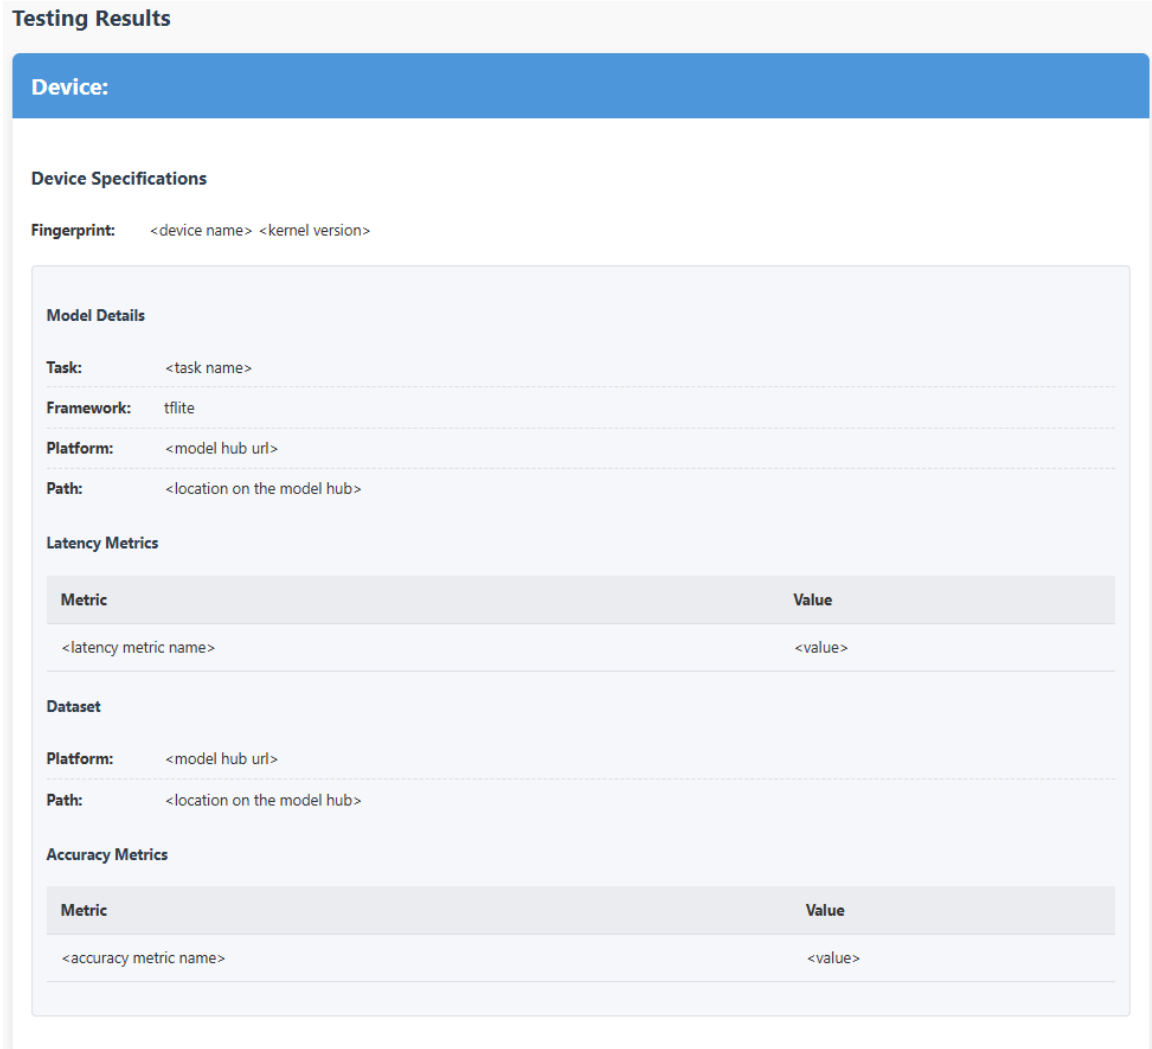 Testing Results
Device:
Device Specifications
Fingerprint: <device name> <kernel version>
Model Details
Task: <task name>
Framework: tflite
Platform: <model hub url>
Path: <location on the model hub>
Latency Metrics
Metric Value
<latency metric name> <value>
Dataset
Platform: <model hub url>
Path: <location on the model hub>
Accuracy Metrics
Metric Value
<accuracy metric name> <value>